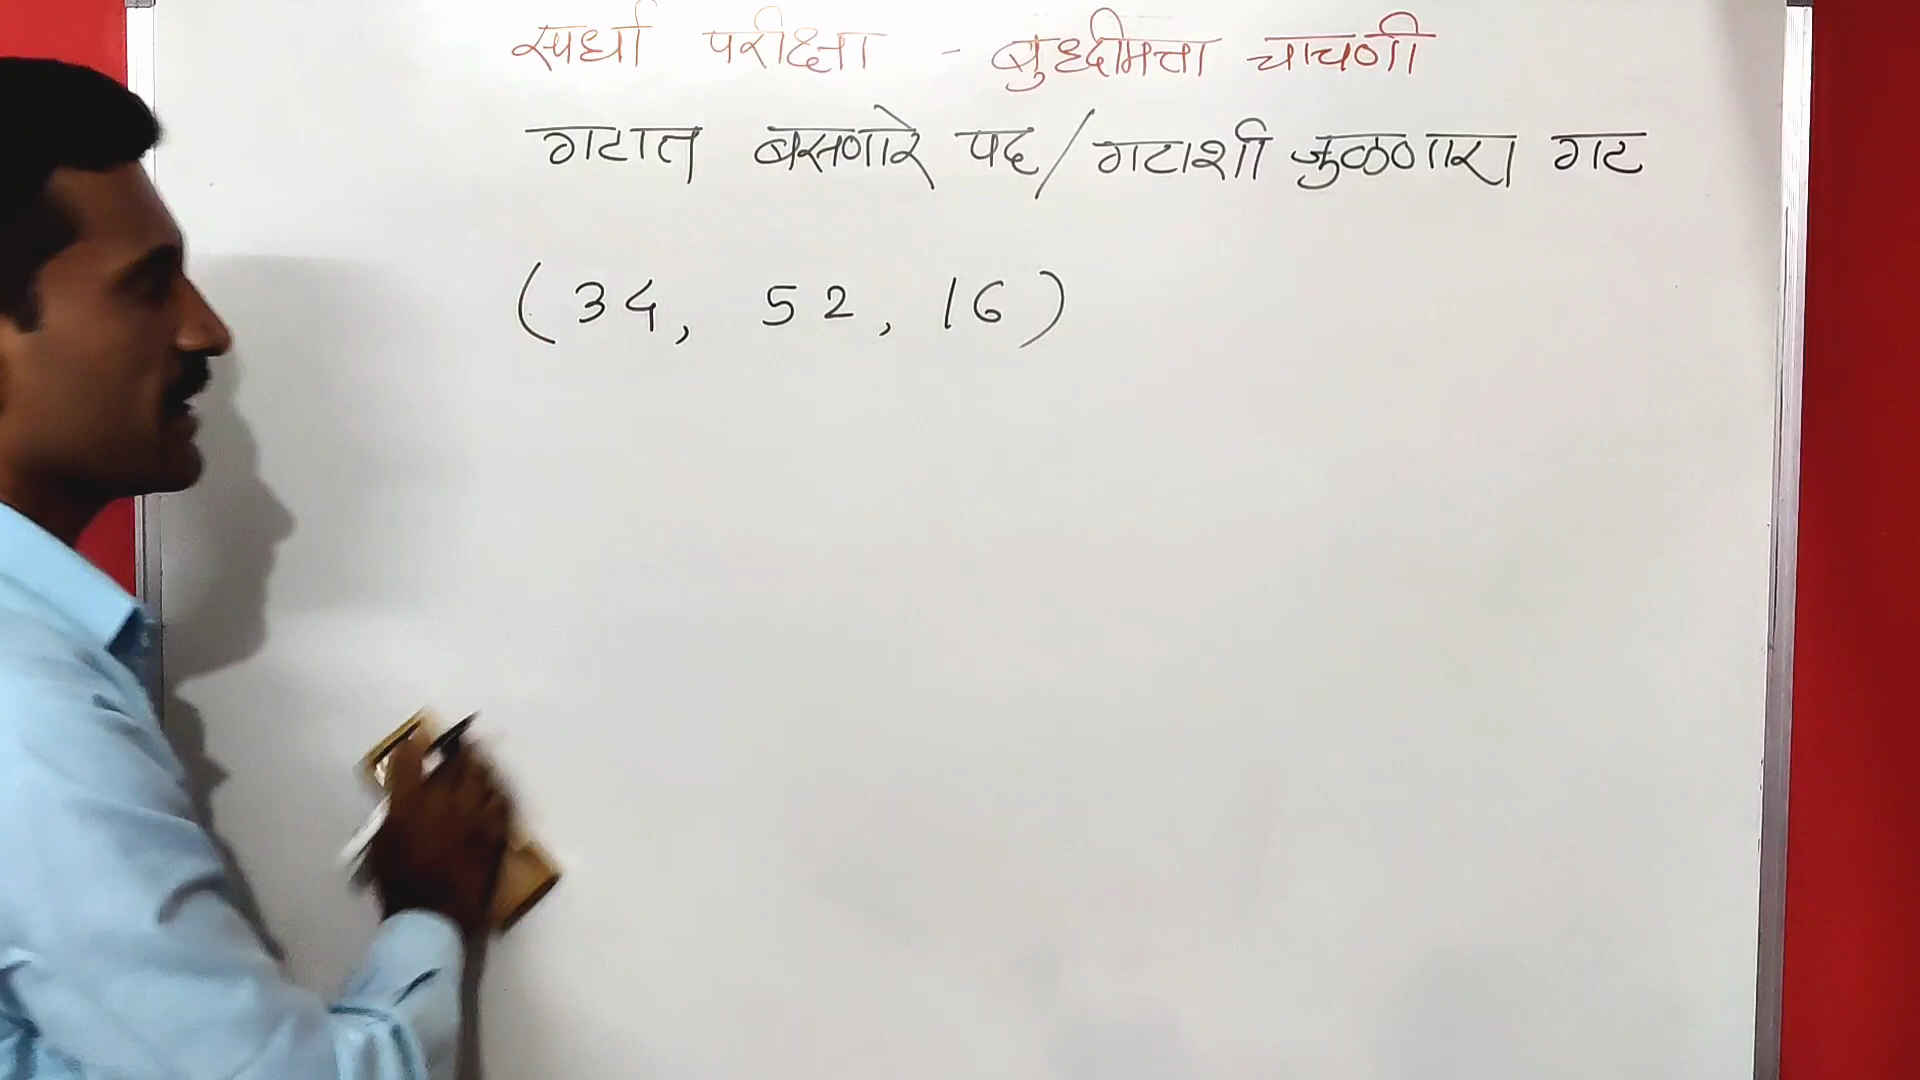 स्पर्धा परीक्षा - बुध्दीमत्ता चाचणी
गटात बसणारे पद/गटाशी जुळणारा गट
(34, 52, 16)